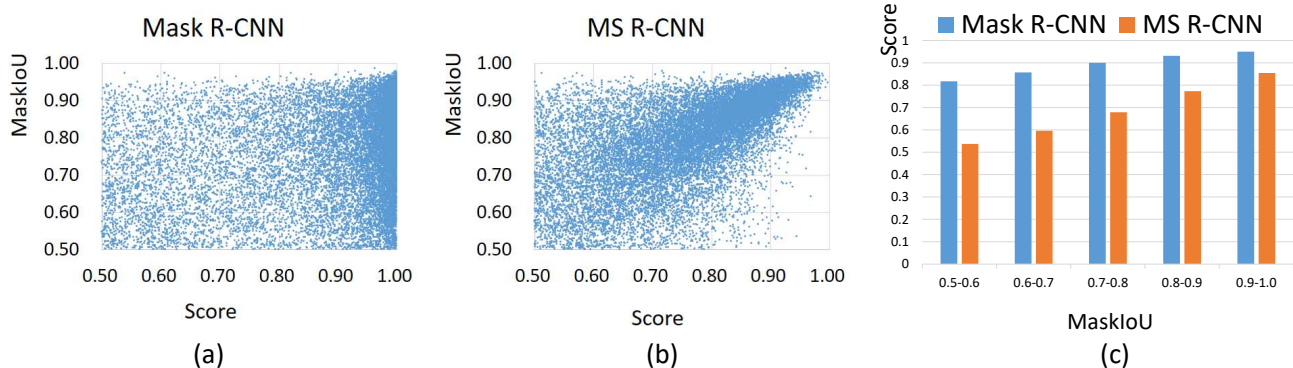 Mask R-CNN
MaskIoU
1.00
0.90
0.80
0.70
0.60
0.50
0.50 0.60 0.70 0.80 0.90 1.00
Score
(a)
MS R-CNN
MaskIoU
1.00
0.90
0.80
0.70
0.60
0.50
0.50 0.60 0.70 0.80 0.90 1.00
Score
(b)
Score
Mask R-CNN MS R-CNN
1
0.9
0.8
0.7
0.6
0.5
0.4
0.3
0.2
0.1
0
0.5-0.6 0.6-0.7 0.7-0.8 0.8-0.9 0.9-1.0
MaskIoU
(c)